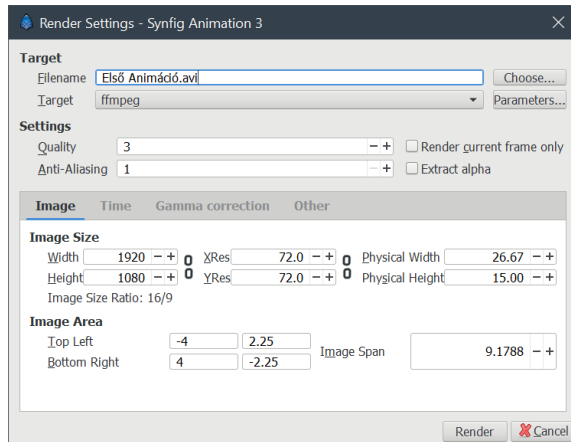 Render Settings - Synfig Animation 3
Target
Filename Első Animáció.avi Choose...
Target ffmpeg Parameters...
Settings
Quality 3 Render current frame only
Anti-Aliasing 1 Extract alpha
Image Time Gamma correction Other
Image Size
Width 1920 XRes 72.0 Physical Width 26.67
Height 1080 YRes 72.0 Physical Height 15.00
Image Size Ratio: 16/9
Image Area
Top Left -4 2.25
Image Span 9.1788
Bottom Right 4 -2.25
Render Cancel